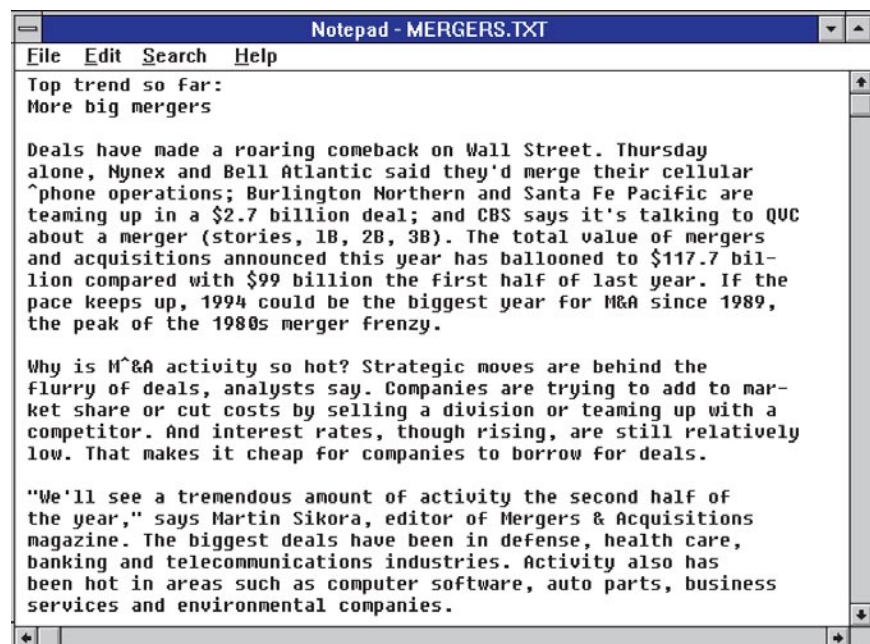 Notepad - MERGERS.TXT
File Edit Search Help
Top trend so far:
More big mergers
Deals have made a roaring comeback on Wall Street. Thursday
alone, Nynex and Bell Atlantic said they'd merge their cellular
^phone operations; Burlington Northern and Santa Fe Pacific are
teaming up in a $2.7 billion deal; and CBS says it's talking to QVC
about a merger (stories, 1B, 2B, 3B). The total value of mergers
and acquisitions announced this year has ballooned to $117.7 bil-
lion compared with $99 billion the first half of last year. If the
pace keeps up, 1994 could be the biggest year for M&A since 1989,
the peak of the 1980s merger frenzy.
Why is M^&A activity so hot? Strategic moves are behind the
flurry of deals, analysts say. Companies are trying to add to mar-
ket share or cut costs by selling a division or teaming up with a
competitor. And interest rates, though rising, are still relatively
low. That makes it cheap for companies to borrow for deals.
"We'll see a tremendous amount of activity the second half of
the year," says Martin Sikora, editor of Mergers & Acquisitions
magazine. The biggest deals have been in defense, health care,
banking and telecommunications industries. Activity also has
been hot in areas such as computer software, auto parts, business
services and environmental companies.